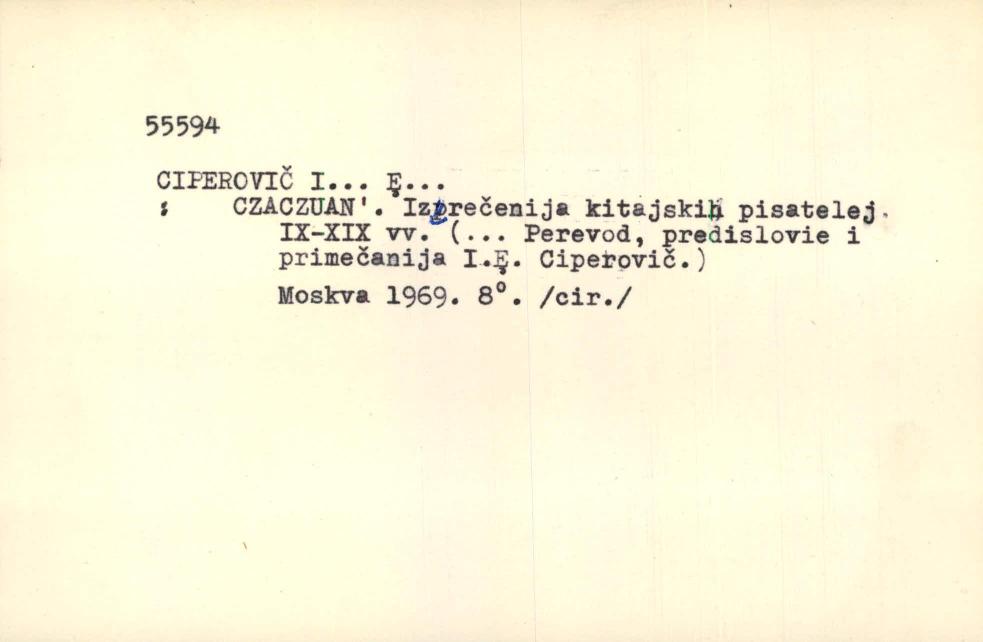 55594
CIPEROVIČ I... Ẹ...
: CZACZUAN'. Izrečenija kitajskih pisatelej.
IX-XIX vv. (... Perevod, predislovie i
primečanija I.Ẹ. Ciperovič.)
Moskva 1969. 8°. /cir./